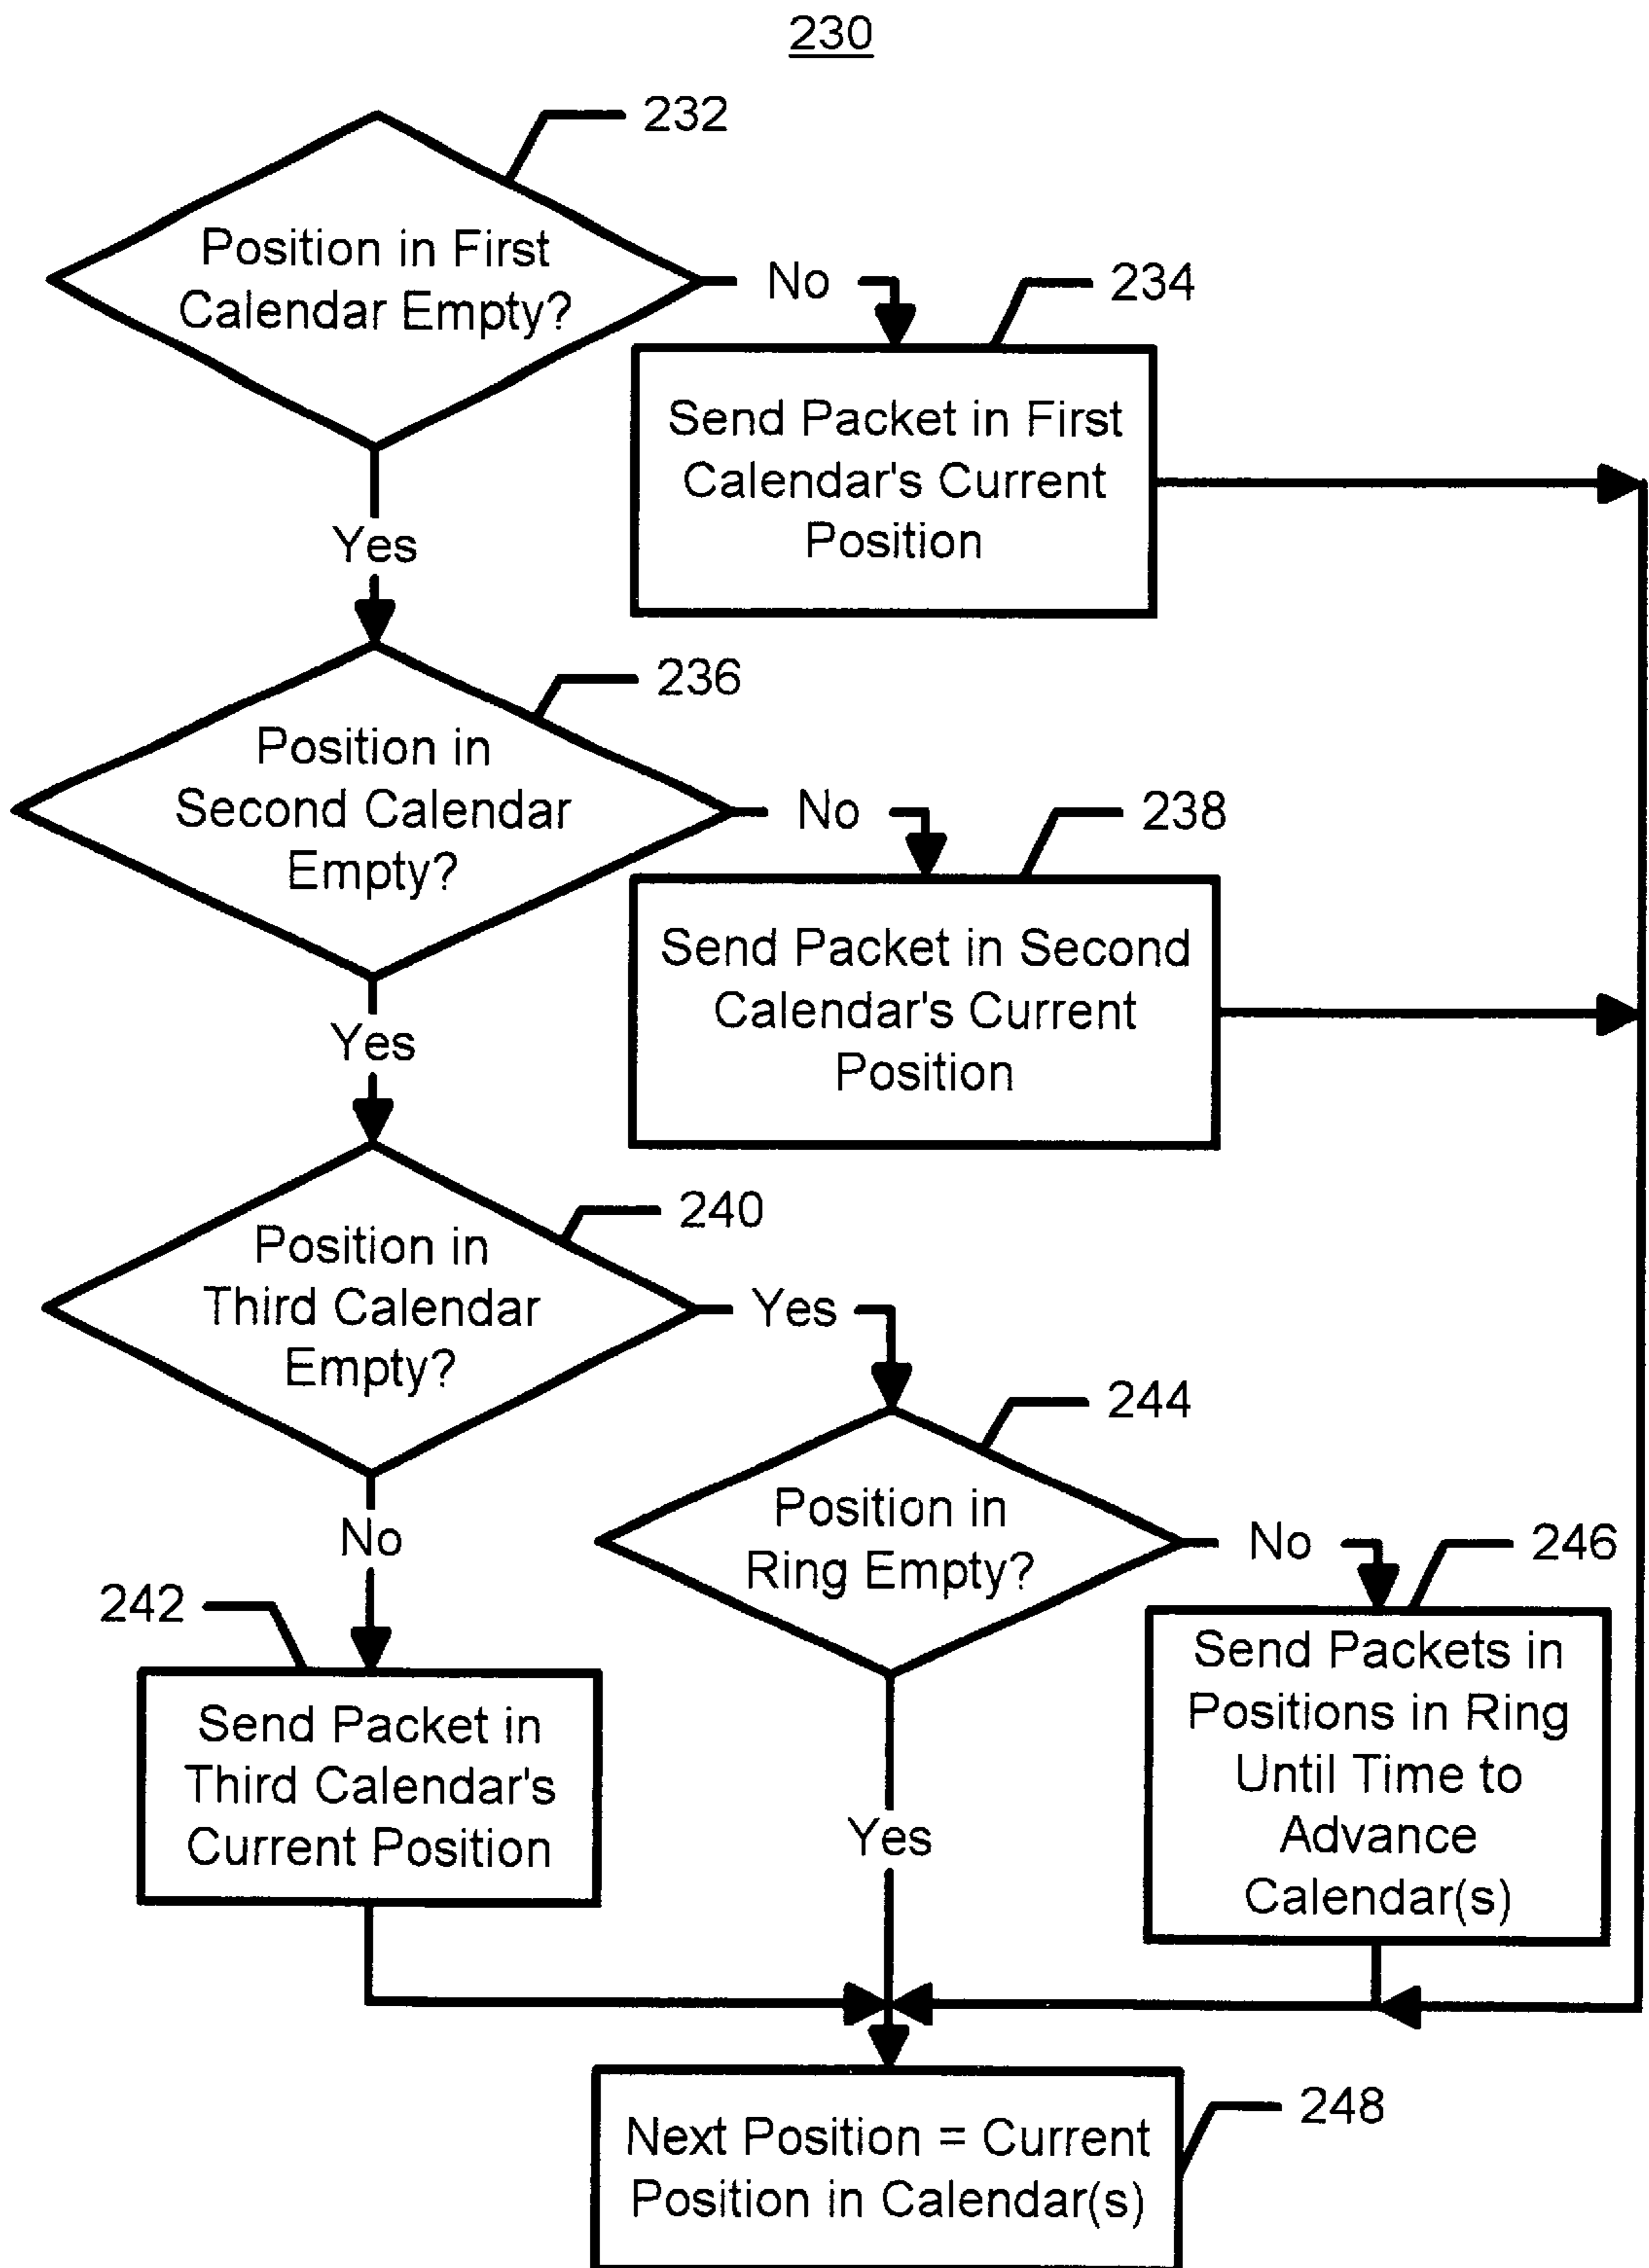 230
232
Position in First
Calendar Empty?
No
234
Send Packet in First
Calendar's Current
Position
Yes
236
Position in
Second Calendar
Empty?
No
238
Send Packet in Second
Calendar's Current
Position
Yes
240
Position in
Third Calendar
Empty?
Yes
244
Position in
Ring Empty?
No
246
Send Packets in
Positions in Ring
Until Time to
Advance
Calendar(s)
No
242
Send Packet in
Third Calendar's
Current Position
Yes
248
Next Position = Current
Position in Calendar(s)